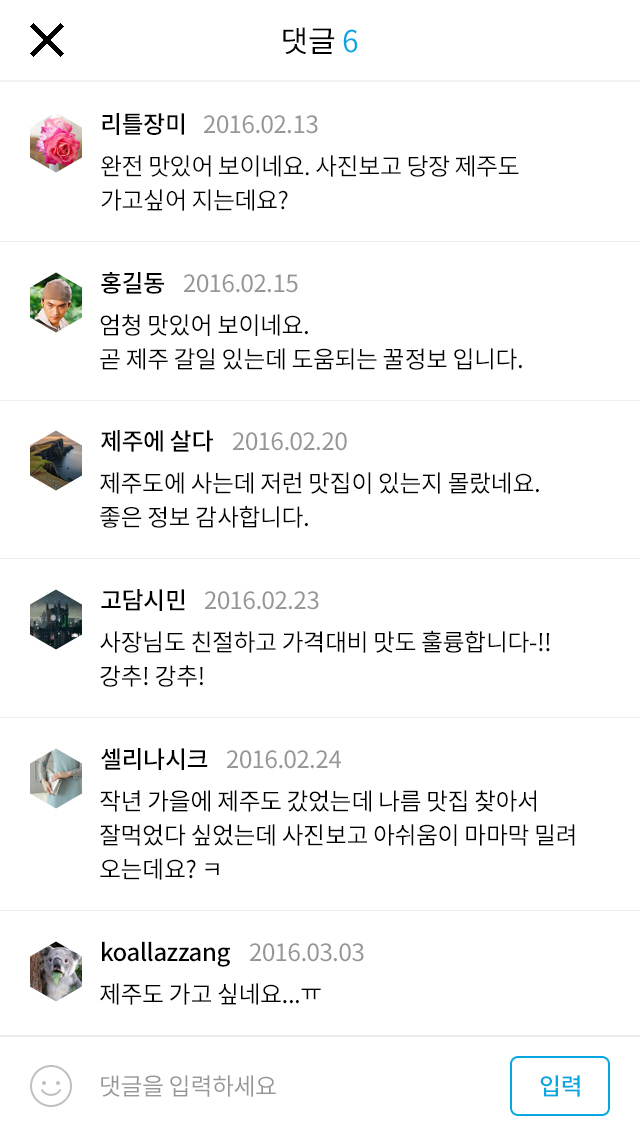 댓글 6
리틀장미 2016.02.13
완전 맛있어 보이네요. 사진보고 당장 제주도
가고싶어 지는데요?
홍길동 2016.02.15
엄청 맛있어 보이네요.
곧 제주 갈일 있는데 도움되는 꿀정보 입니다.
제주에 살다 2016.02.20
제주도에 사는데 저런 맛집이 있는지 몰랐네요.
좋은 정보 감사합니다.
고담시민 2016.02.23
사장님도 친절하고 가격대비 맛도 훌륭합니다-!!
강추! 강추!
셀리나시크 2016.02.24
작년 가을에 제주도 갔었는데 나름 맛집 찾아서
잘먹었다 싶었는데 사진보고 아쉬움이 마마막 밀려
오는데요? ㅋ
koallazzang 2016.03.03
제주도 가고 싶네요...ㅠ
댓글을 입력하세요
입력